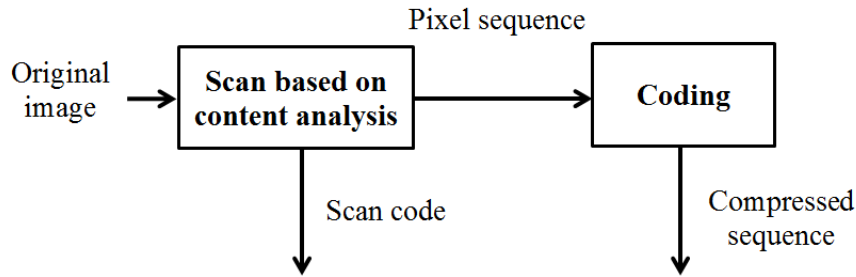 Pixel sequence
Original
image
Scan based on
content analysis
Coding
Scan code
Compressed
sequence